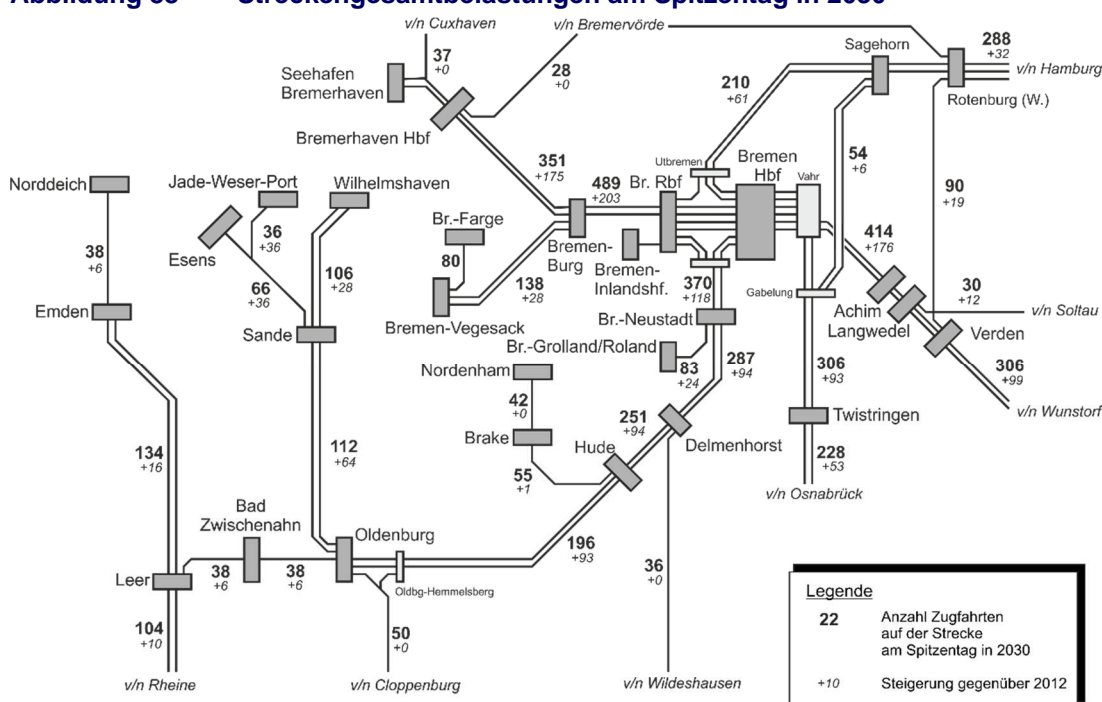 Abbildung 38 Streckengesamtbelastungen am Spitzentag in 2030
v/n Cuxhaven
v/n Bremervörde
Sagehorn
288
+32
v/n Hamburg
Rotenburg (W.)
37
+0
28
+0
Seehafen
Bremerhaven
Bremerhaven Hbf
210
+61
54
+6
90
+19
351
+175
489
+203
Utbremen
Bremen
Hbf
Vahr
Br. Rbf
Norddeich
Jade-Weser-Port
Wilhelmshaven
Br.-Farge
80
Bremen-
Burg
Bremen-
Inlandshf.
414
+176
36
+36
Esens
38
+6
66
+36
106
+28
138
+28
370
+118
Gabelung
30
+12
v/n Soltau
Achim
Langwedel
Verden
Emden
Sande
Bremen-Vegesack
Br.-Neustadt
Br.-Grolland/Roland
83
+24
287
+94
306
+93
306
+99
v/n Wunstorf
Nordenham
42
+0
Brake
55
+1
Hude
251
+94
Delmenhorst
Twistringen
228
+53
v/n Osnabrück
134
+16
112
+64
Bad
Zwischenahn
Oldenburg
196
+93
36
+0
Leer
38
+6
38
+6
Oldbg-Hemmelsberg
104
+10
50
+0
v/n Rheine
v/n Cloppenburg
v/n Wildeshausen
Legende
22 Anzahl Zugfahrten
auf der Strecke
am Spitzentag in 2030
+10 Steigerung gegenüber 2012